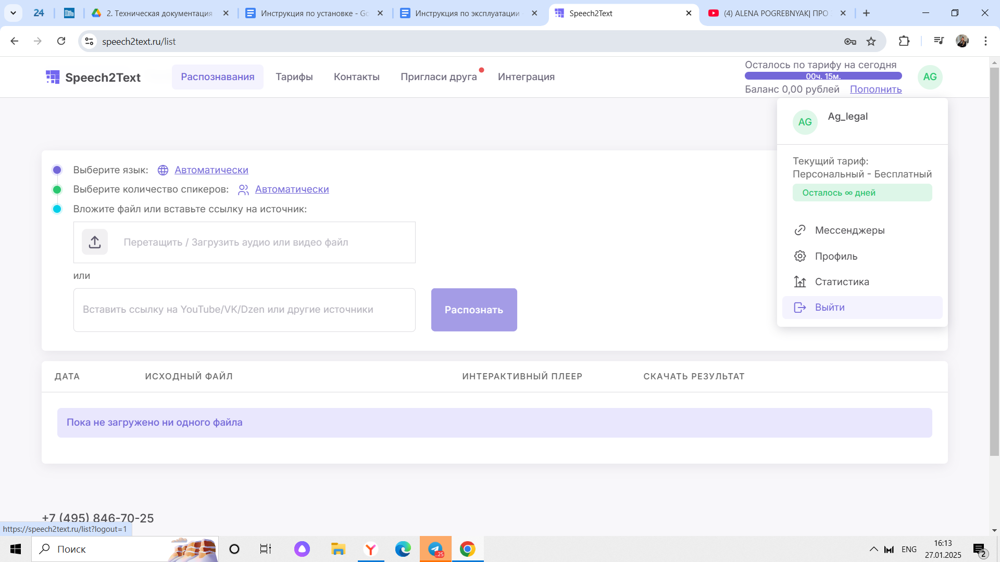 24
2. Техническая документация
Инструкция по установке - Go
Инструкция по эксплуатации
Speech2Text
(4) ALENA POGREBNYAK| ПРО
speech2text.ru/list
Speech2Text
Распознавания
Тарифы
Контакты
Пригласи друга
Интеграция
Осталось по тарифу на сегодня
00ч. 15м.
Баланс 0,00 рублей Пополнить
AG
AG
Ag_legal
Текущий тариф:
Персональный - Бесплатный
Осталось ∞ дней
Мессенджеры
Профиль
Статистика
Выйти
Выберите язык: Автоматически
Выберите количество спикеров: Автоматически
Вложите файл или вставьте ссылку на источник:
Перетащить / Загрузить аудио или видео файл
или
Вставить ссылку на YouTube/VK/Dzen или другие источники
Распознать
ДАТА
ИСХОДНЫЙ ФАЙЛ
ИНТЕРАКТИВНЫЙ ПЛЕЕР
СКАЧАТЬ РЕЗУЛЬТАТ
Пока не загружено ни одного файла
+7 (495) 846-70-25
https://speech2text.ru/list?logout=1
Поиск
..25
ENG
16:13
27.01.2025
2